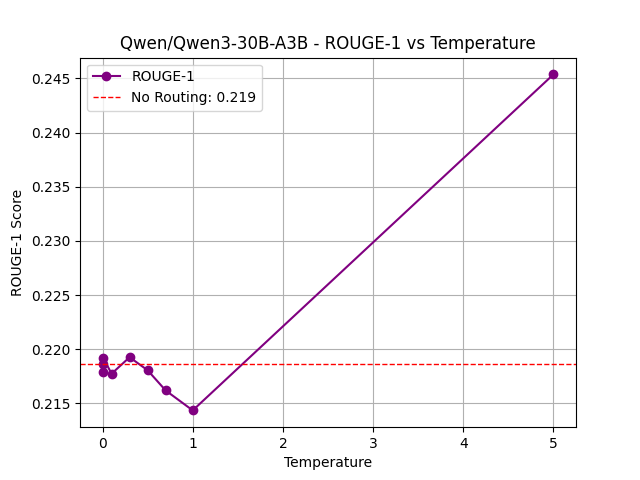 Qwen/Qwen3-30B-A3B - ROUGE-1 vs Temperature
ROUGE-1
No Routing: 0.219
ROUGE-1 Score
0.245
0.240
0.235
0.230
0.225
0.220
0.215
0 1 2 3 4 5
Temperature